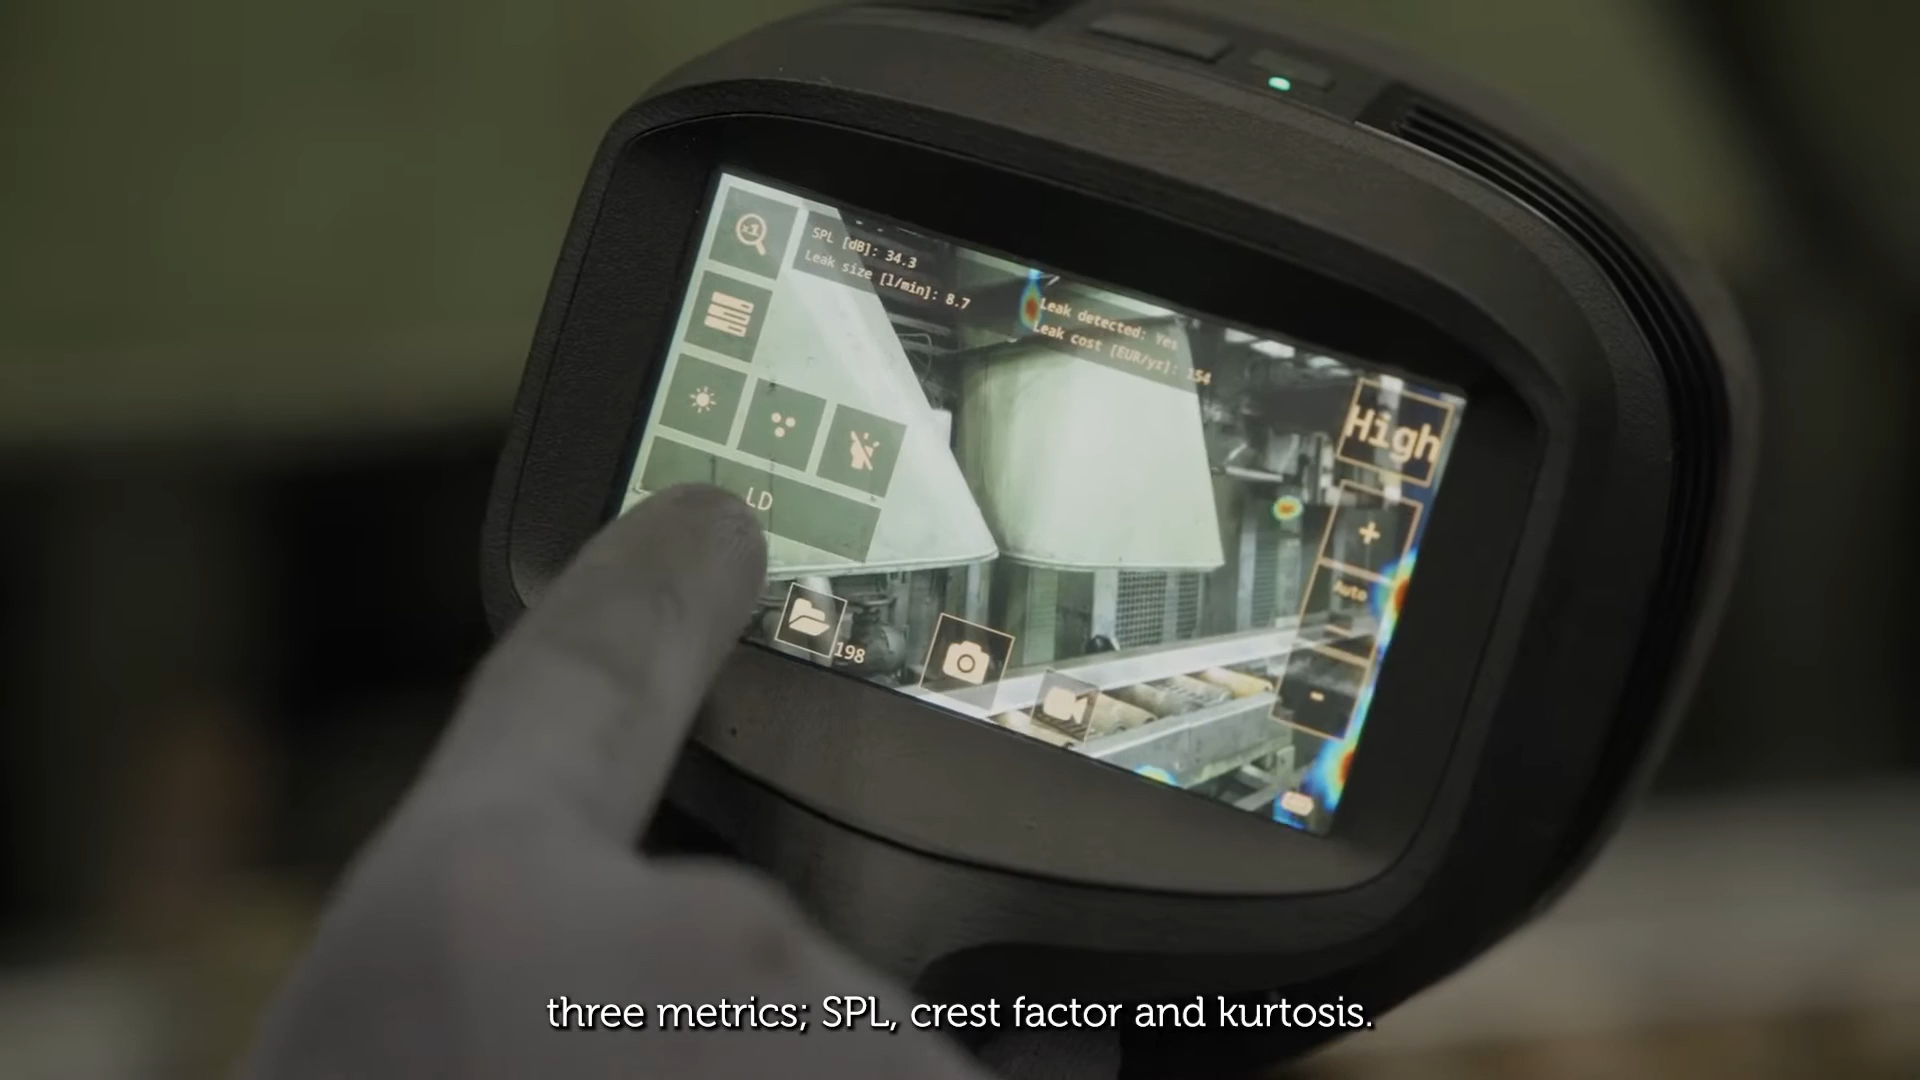 x1
SPL [dB]: 34.3
Leak size [l/min]: 8.7
Leak detected: Yes
Leak cost [EUR/yr]: 154
High
+
Auto
-
LD
198
three metrics; SPL, crest factor and kurtosis.